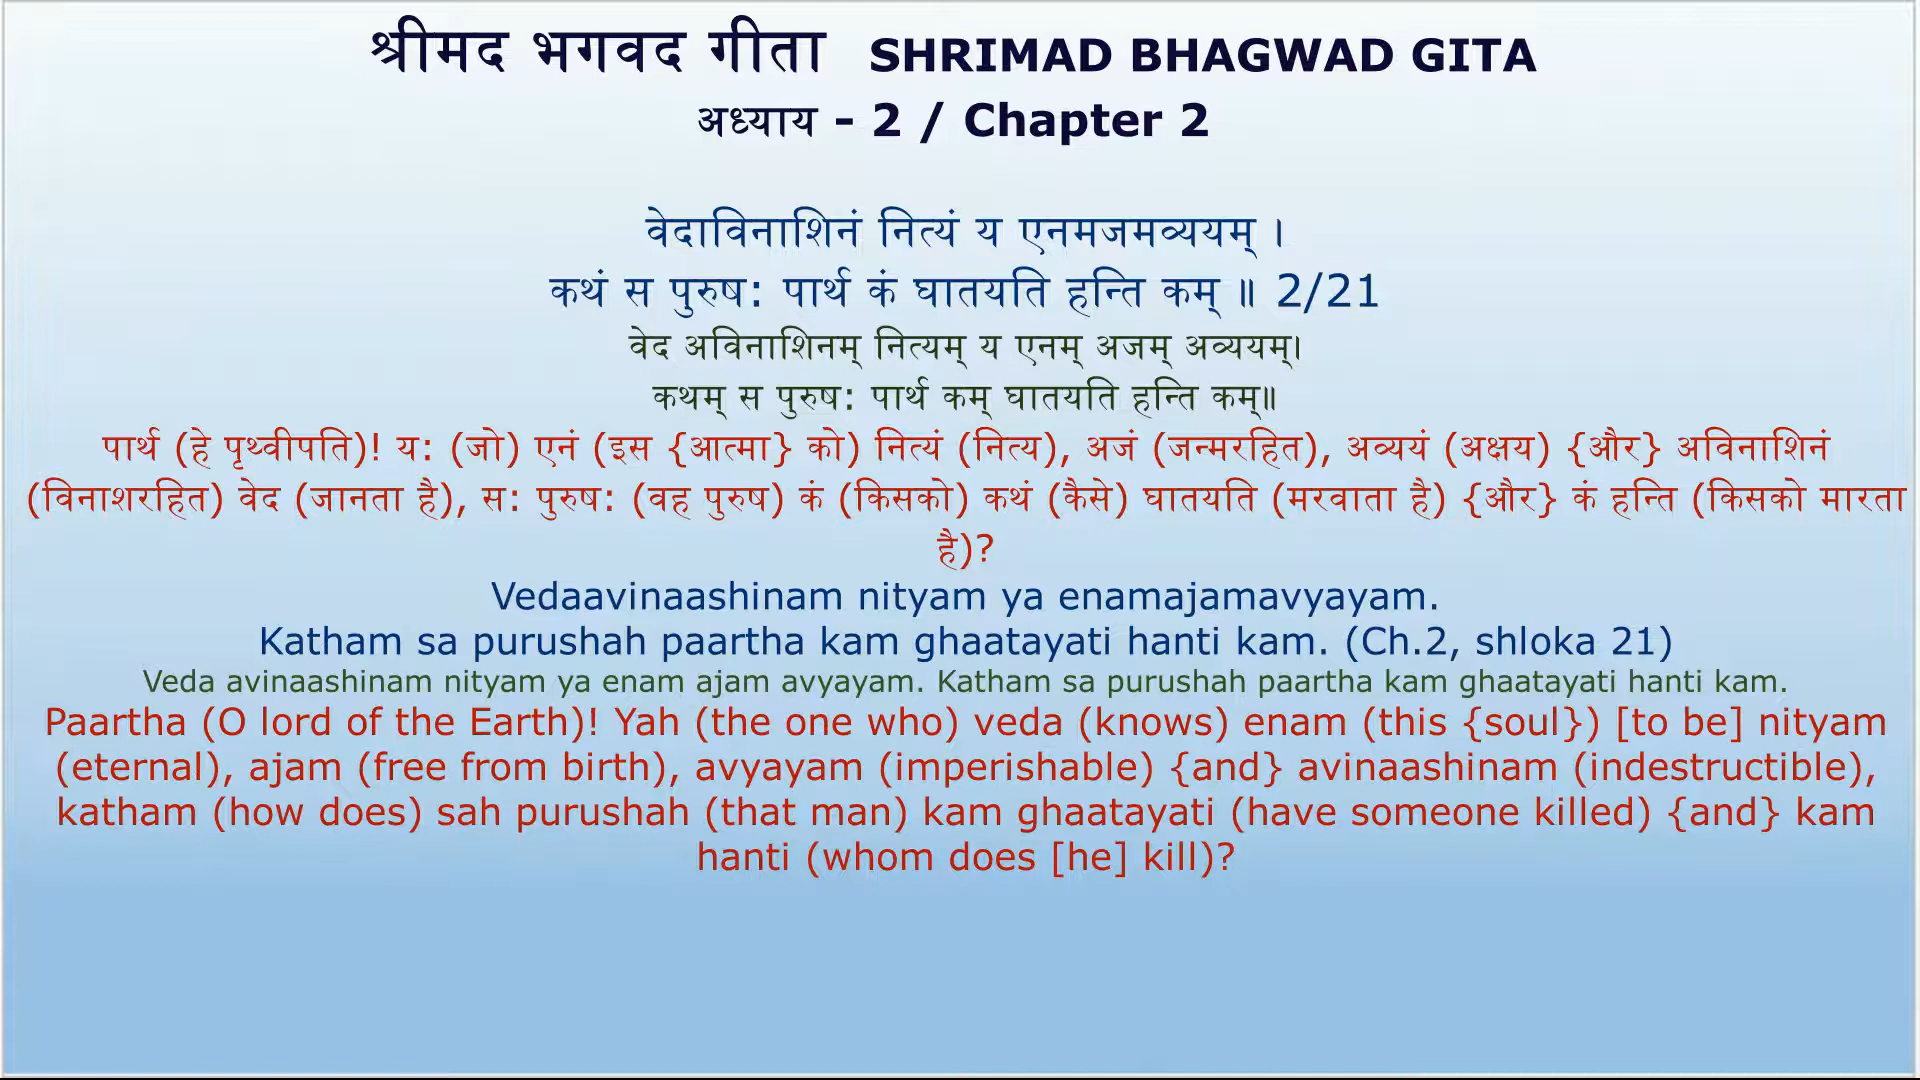 श्रीमद भगवद गीता SHRIMAD BHAGWAD GITA
अध्याय - 2 / Chapter 2
वेदाविनाशिनं नित्यं य एनमजमव्ययम् ।
कथं स पुरुष: पार्थ कं घातयति हन्ति कम् ॥ 2/21
वेद अविनाशिनम् नित्यम् य एनम् अजम् अव्ययम्।
कथम् स पुरुष: पार्थ कम् घातयति हन्ति कम्॥
पार्थ (हे पृथ्वीपति)! य: (जो) एनं (इस {आत्मा} को) नित्यं (नित्य), अजं (जन्मरहित), अव्ययं (अक्षय) {और} अविनाशिनं
(विनाशरहित) वेद (जानता है), स: पुरुष: (वह पुरुष) कं (किसको) कथं (कैसे) घातयति (मरवाता है) {और} कं हन्ति (किसको मारता
है)?
Vedaavinaashinam nityam ya enamajamavyayam.
Katham sa purushah paartha kam ghaatayati hanti kam. (Ch.2, shloka 21)
Veda avinaashinam nityam ya enam ajam avyayam. Katham sa purushah paartha kam ghaatayati hanti kam.
Paartha (O lord of the Earth)! Yah (the one who) veda (knows) enam (this {soul}) [to be] nityam
(eternal), ajam (free from birth), avyayam (imperishable) {and} avinaashinam (indestructible),
katham (how does) sah purushah (that man) kam ghaatayati (have someone killed) {and} kam
hanti (whom does [he] kill)?